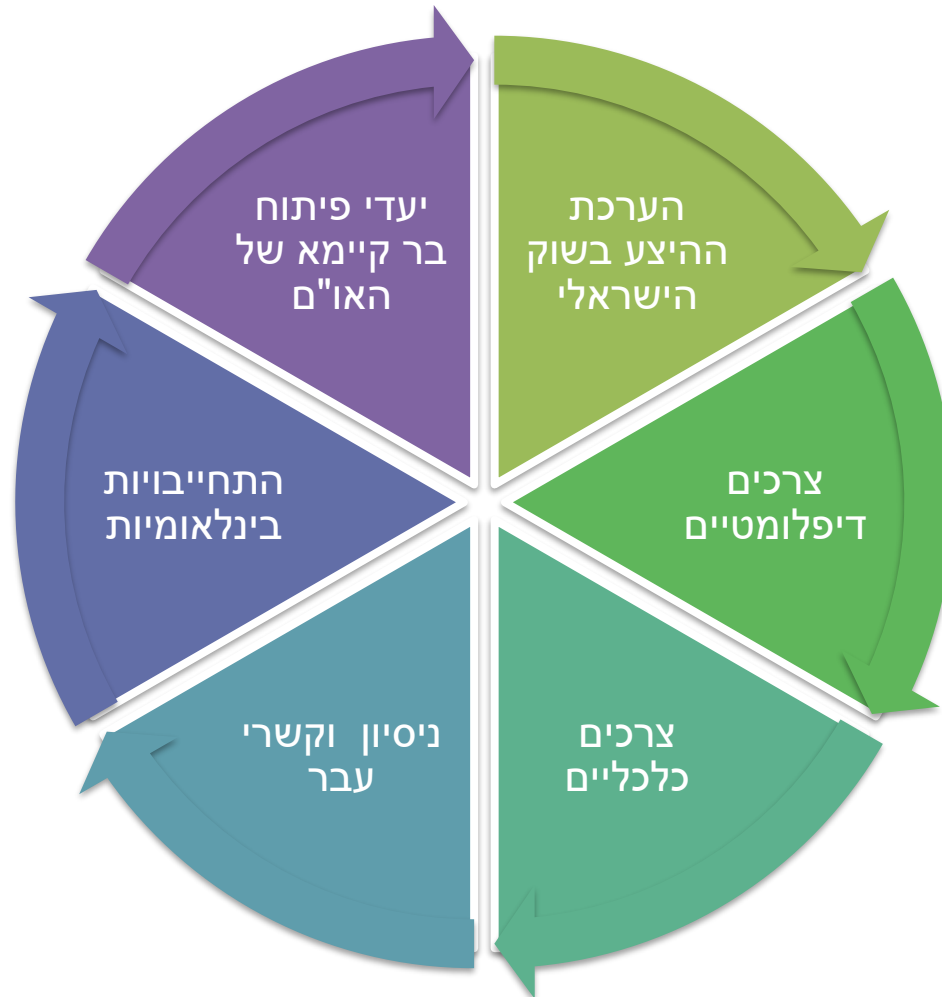 הערכת
ההיצע בשוק
הישראלי
צרכים
דיפלומטיים
צרכים
כלכליים
ניסיון  וקשרי
עבר
התחייבויות
בינלאומיות
יעדי פיתוח
בר קיימא של
האו"ם